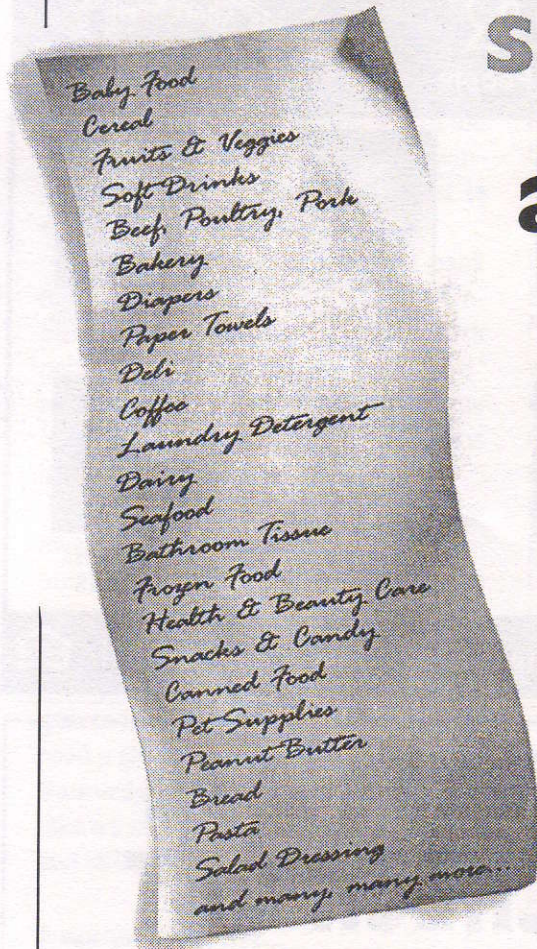 Baby Food
Cereal
Fruits & Veggies
Soft Drinks
Beef, Poultry, Pork
Bakery
Diapers
Paper Towels
Deli
Coffee
Laundry Detergent
Dairy
Seafood
Bathroom Tissue
Frozen Food
Health & Beauty Care
Snacks & Candy
Canned Food
Pet Supplies
Peanut Butter
Bread
Pasta
Salad Dressing
and many, many more...